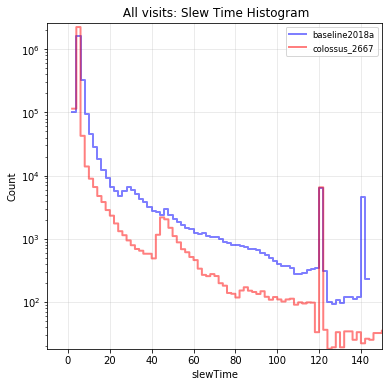 All visits: Slew Time Histogram
baseline2018a
colossus_2667
10^6
10^5
10^4
10^3
10^2
Count
0 20 40 60 80 100 120 140
slewTime